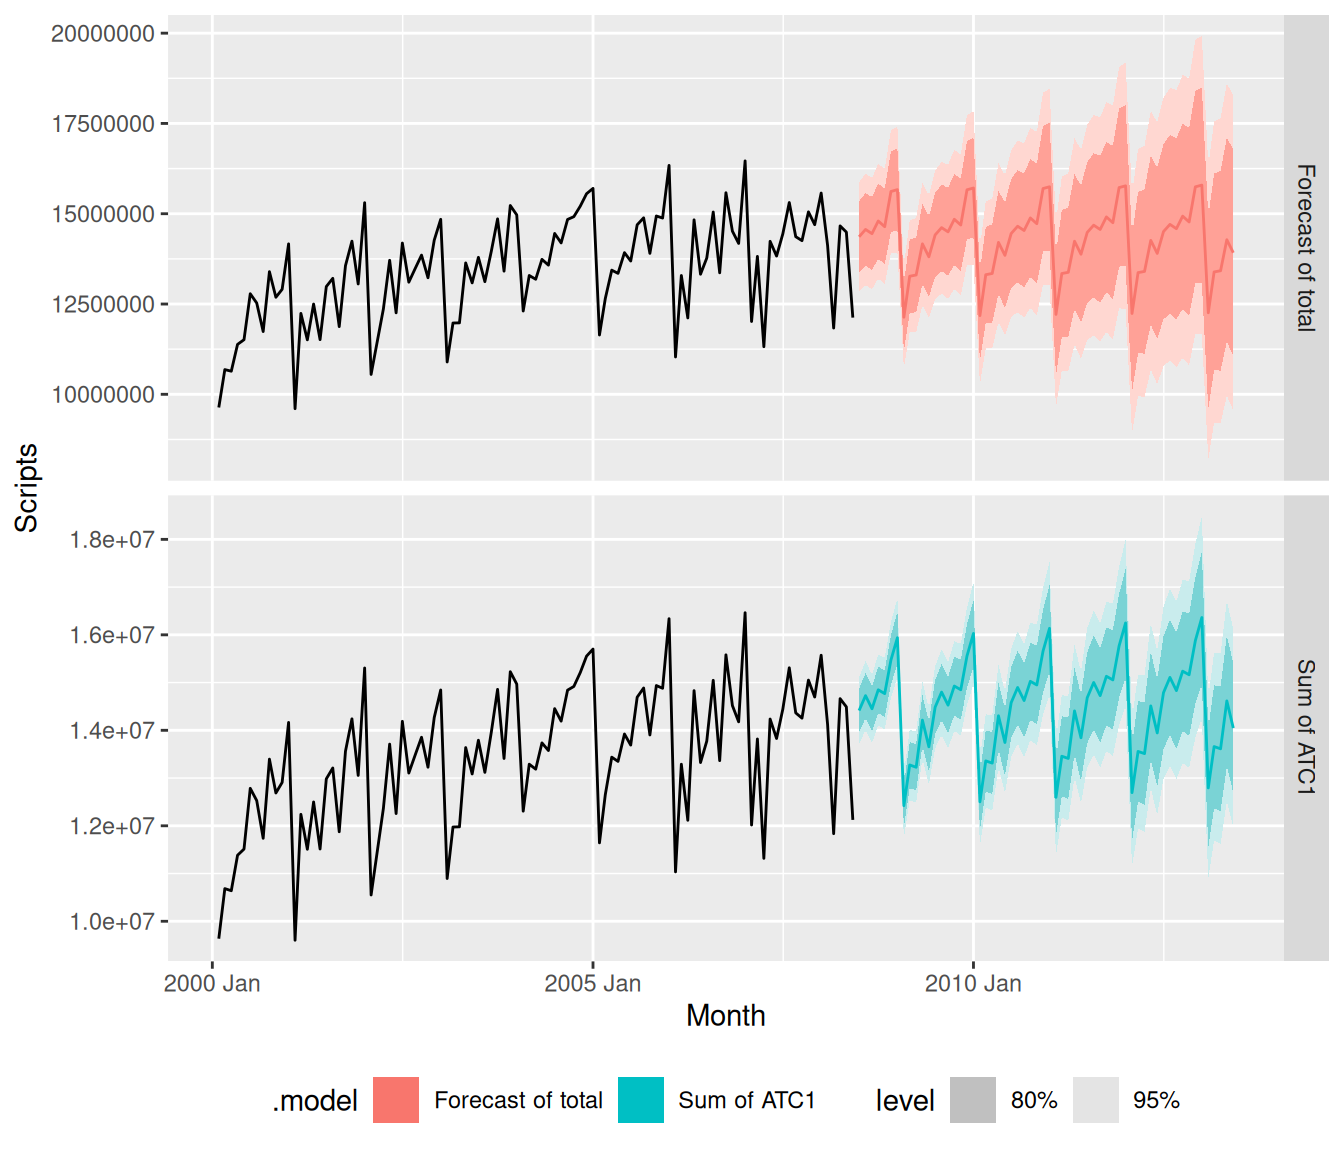 20000000
17500000
15000000
12500000
10000000
Forecast of total
Scripts
1.8e+07
1.6e+07
1.4e+07
1.2e+07
1.0e+07
Sum of ATC1
2000 Jan
2005 Jan
2010 Jan
Month
.model
Forecast of total
Sum of ATC1
level
80%
95%